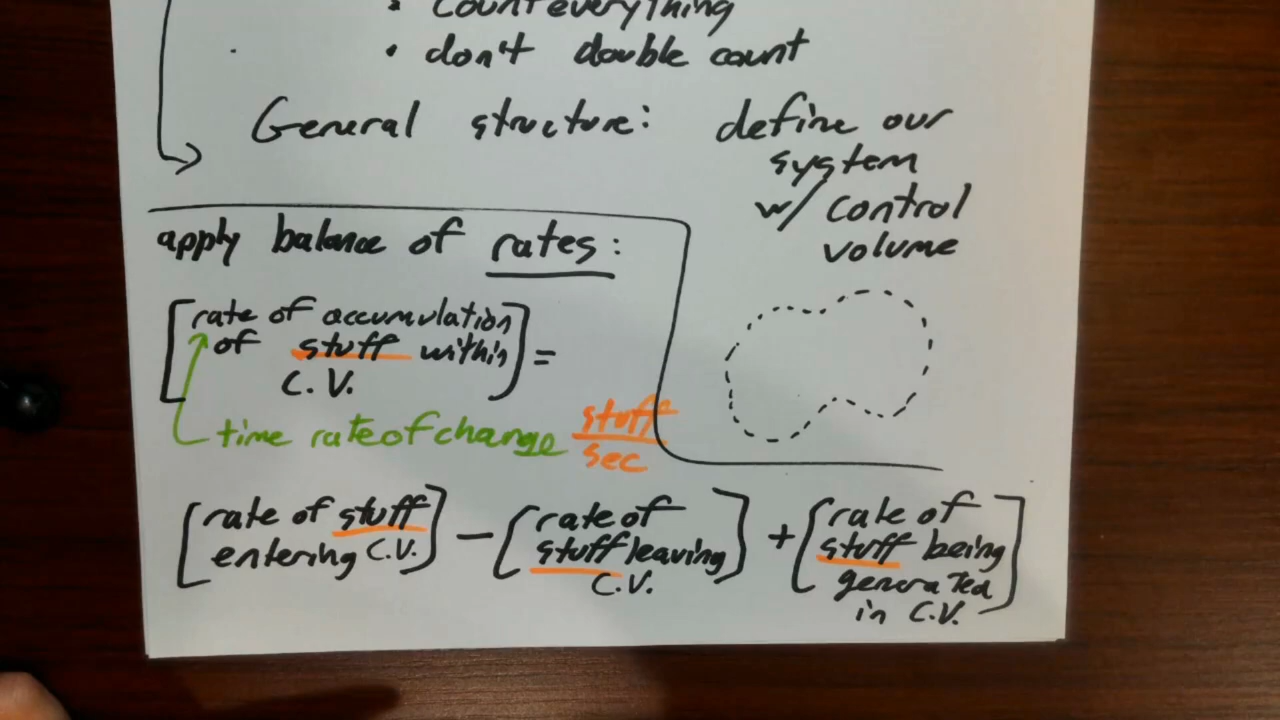 • count everything
• don't double count
General structure: define our
system
w/ control
volume
apply balance of rates:
[rate of accumulation
of stuff within
C.V.] =
time rate of change stuff
sec
[rate of stuff
entering C.V.] - [rate of
stuff leaving
C.V.] + [rate of
stuff being
generated
in C.V.]